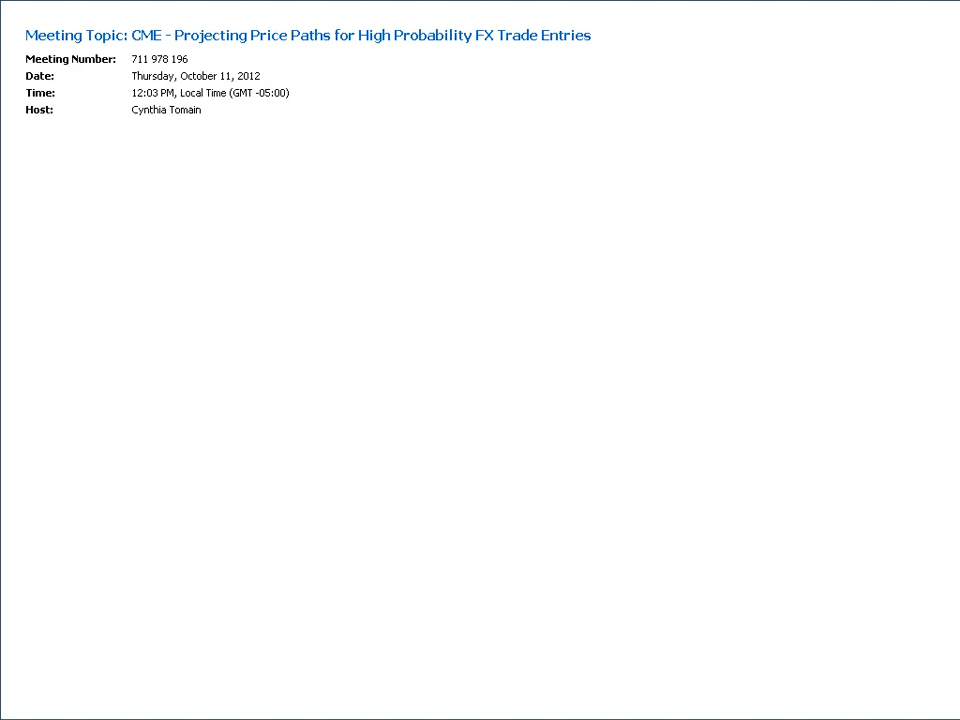 Meeting Topic: CME - Projecting Price Paths for High Probability FX Trade Entries
Meeting Number: 711 978 196
Date: Thursday, October 11, 2012
Time: 12:03 PM, Local Time (GMT -05:00)
Host: Cynthia Tomain